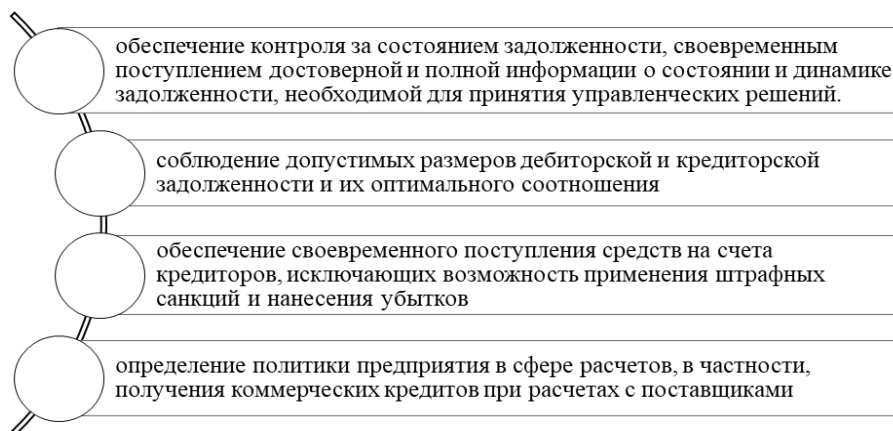 обеспечение контроля за состоянием задолженности, своевременным
поступлением достоверной и полной информации о состоянии и динамике
задолженности, необходимой для принятия управленческих решений.
соблюдение допустимых размеров дебиторской и кредиторской
задолженности и их оптимального соотношения
обеспечение своевременного поступления средств на счета
кредиторов, исключающих возможность применения штрафных
санкций и нанесения убытков
определение политики предприятия в сфере расчетов, в частности,
получения коммерческих кредитов при расчетах с поставщиками